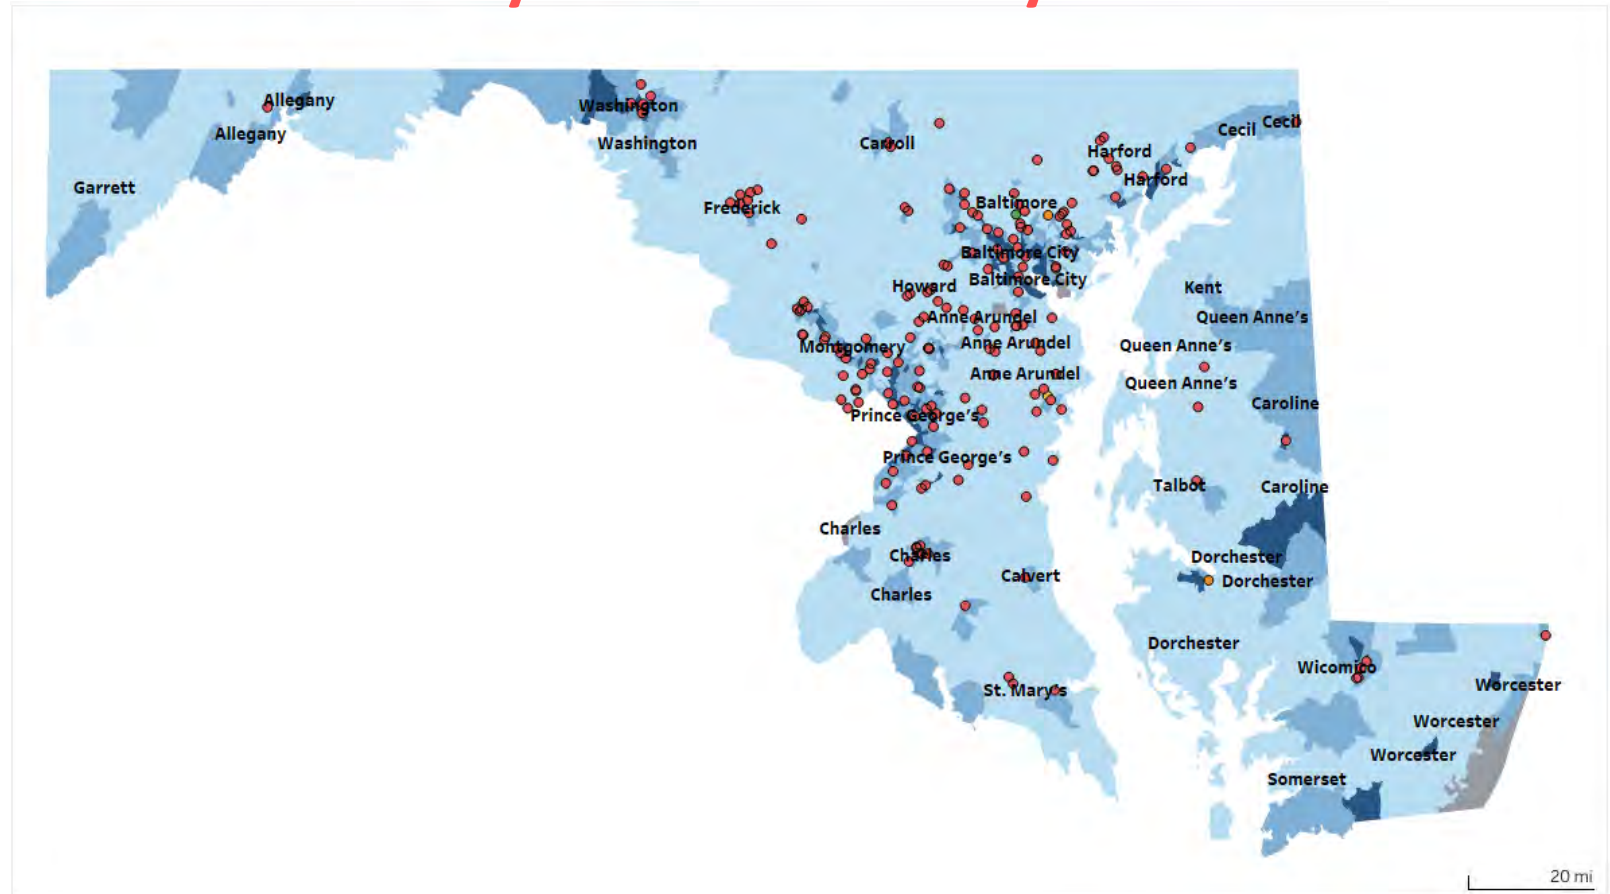 Allegany
Washington
Cecil
Cecil
Allegany
Washington
Carroll
Harford
Harford
Garrett
Frederick
Baltimore
Baltimore City
Baltimore City
Howard
Kent
Anne Arundel
Queen Anne's
Montgomery
Anne Arundel
Queen Anne's
Anne Arundel
Queen Anne's
Prince George's
Caroline
Prince George's
Talbot
Caroline
Charles
Charles
Dorchester
Calvert
Dorchester
Charles
Dorchester
Wicomico
St. Mary's
Worcester
Worcester
Worcester
Somerset
20 mi